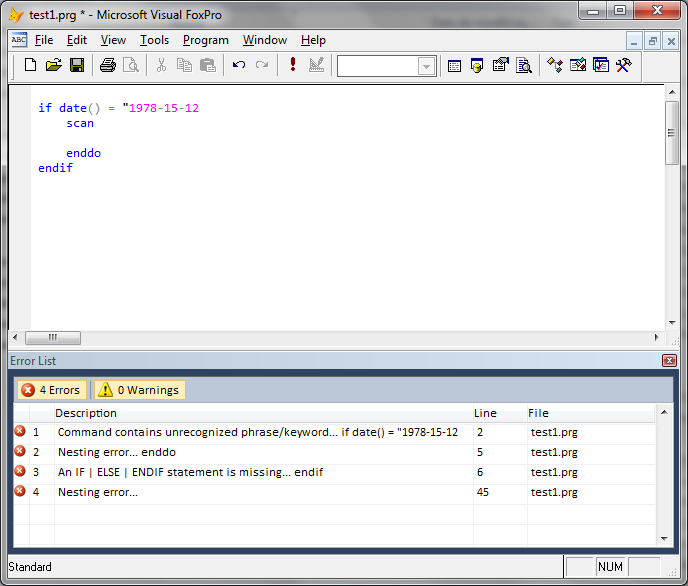 test1.prg * - Microsoft Visual FoxPro
ABC File Edit View Tools Program Window Help
if date() = "1978-15-12
scan
enddo
endif
Error List
4 Errors 0 Warnings
Description Line File
1 Command contains unrecognized phrase/keyword... if date() = "1978-15-12 2 test1.prg
2 Nesting error... enddo 5 test1.prg
3 An IF | ELSE | ENDIF statement is missing... endif 6 test1.prg
4 Nesting error... 45 test1.prg
Standard NUM